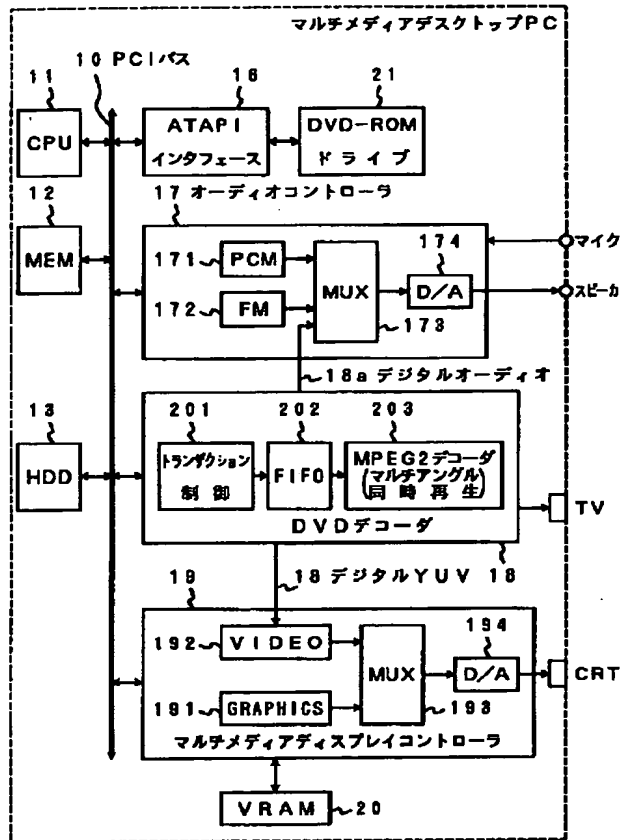 マルチメディアデスクトップPC
10 PCIバス
11
16
21
CPU
ATAPI
インタフェース
DVD-ROM
ドライブ
12
17 オーディオコントローラ
MEM
マイク
171
PCM
MUX
174
D/A
スピーカ
172
FM
173
18a デジタルオーディオ
13
201
202
203
HDD
トランザクション
制御
FIFO
MPEG2デコーダ
(マルチアングル
同時再生)
DVDデコーダ
TV
19
18 デジタルYUV
18
192
VIDEO
MUX
194
D/A
CRT
191
GRAPHICS
193
マルチメディアディスプレイコントローラ
VRAM
20